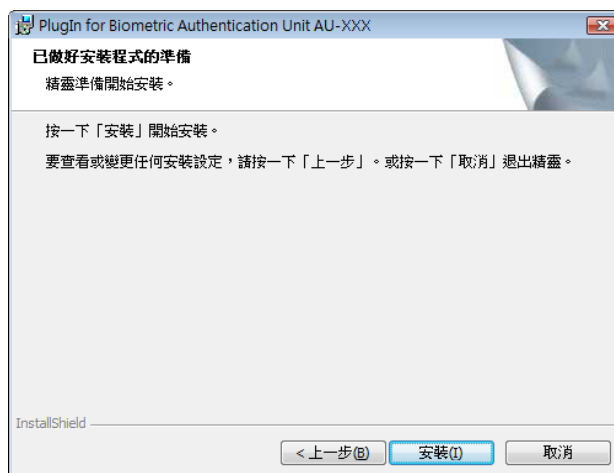 PlugIn for Biometric Authentication Unit AU-XXX
已做好安裝程式的準備
精靈準備開始安裝。
按一下「安裝」開始安裝。
要查看或變更任何安裝設定，請按一下「上一步」。或按一下「取消」退出精靈。
InstallShield
< 上一步(B)
安裝(I)
取消